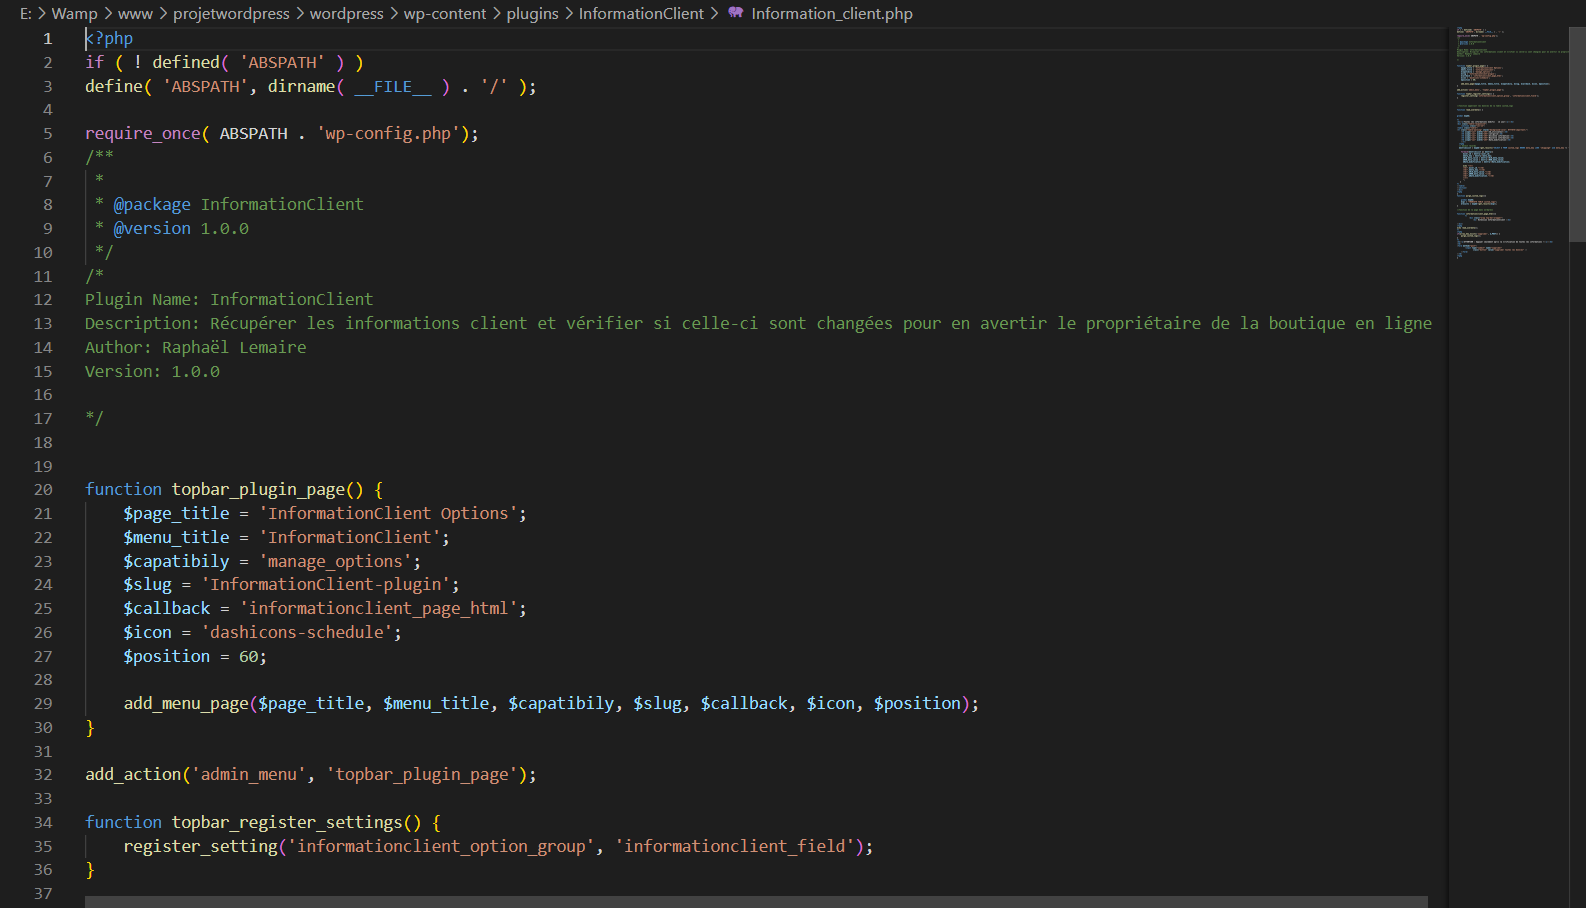 E: > Wamp > www > projetwordpress > wordpress > wp-content > plugins > InformationClient > Information_client.php
1 <?php
2 if ( ! defined( 'ABSPATH' ) )
3 define( 'ABSPATH', dirname( __FILE__ ) . '/' );
4
5 require_once( ABSPATH . 'wp-config.php');
6 /**
7 *
8 * @package InformationClient
9 * @version 1.0.0
10 */
11 /*
12 Plugin Name: InformationClient
13 Description: Récupérer les informations client et vérifier si celle-ci sont changées pour en avertir le propriétaire de la boutique en ligne
14 Author: Raphaël Lemaire
15 Version: 1.0.0
16
17 */
18
19
20 function topbar_plugin_page() {
21 $page_title = 'InformationClient Options';
22 $menu_title = 'InformationClient';
23 $capatibily = 'manage_options';
24 $slug = 'InformationClient-plugin';
25 $callback = 'informationclient_page_html';
26 $icon = 'dashicons-schedule';
27 $position = 60;
28
29 add_menu_page($page_title, $menu_title, $capatibily, $slug, $callback, $icon, $position);
30 }
31
32 add_action('admin_menu', 'topbar_plugin_page');
33
34 function topbar_register_settings() {
35 register_setting('informationclient_option_group', 'informationclient_field');
36 }
37